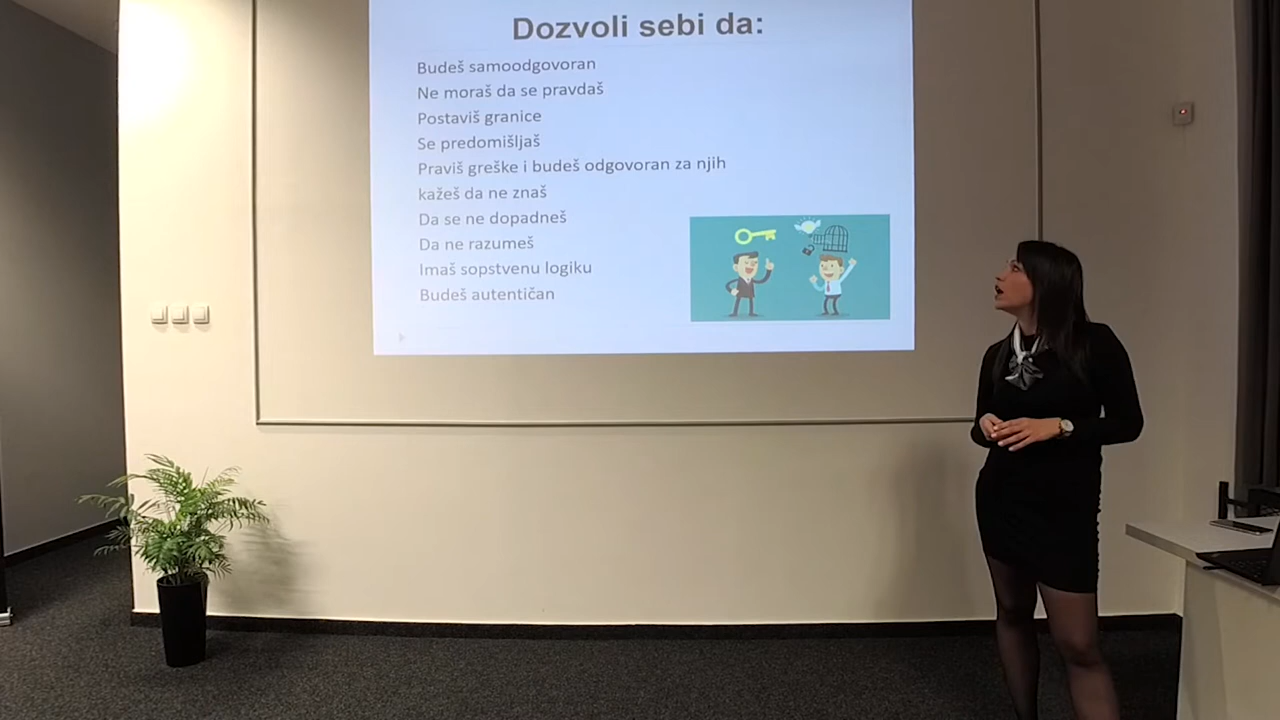 Dozvoli sebi da:
Budeš samoodgovoran
Ne moraš da se pravdaš
Postaviš granice
Se predomišljaš
Praviš greške i budeš odgovoran za njih
kažeš da ne znaš
Da se ne dopadneš
Da ne razumeš
Imaš sopstvenu logiku
Budeš autentičan